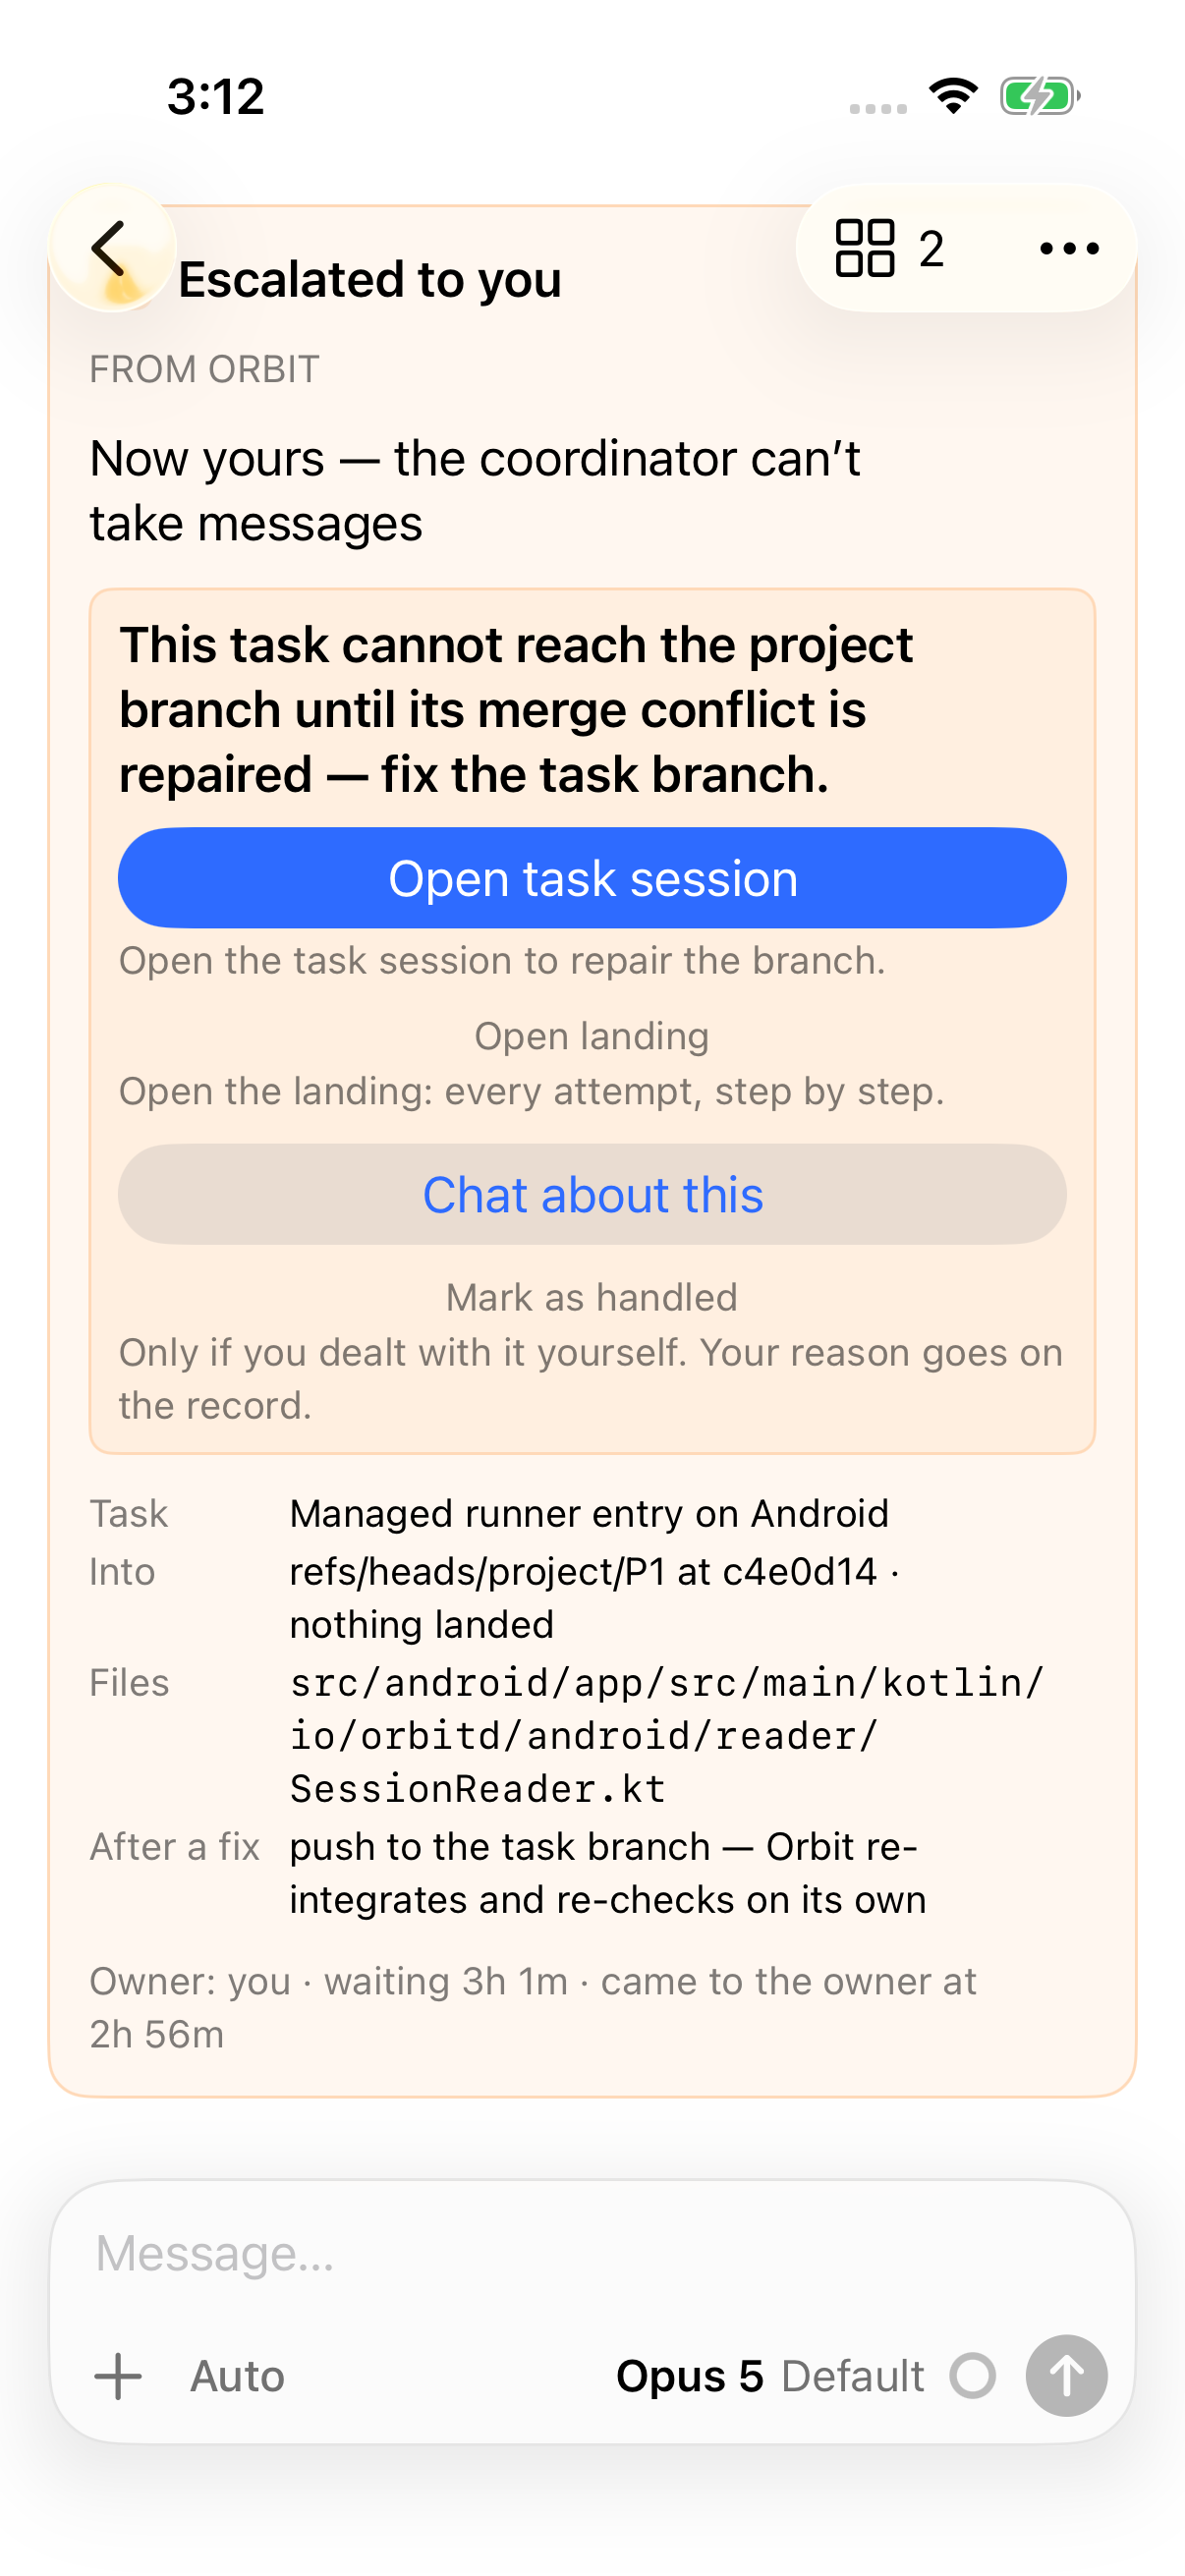 3:12
2
Escalated to you
FROM ORBIT
Now yours — the coordinator can’t
take messages
This task cannot reach the project
branch until its merge conflict is
repaired — fix the task branch.
Open task session
Open the task session to repair the branch.
Open landing
Open the landing: every attempt, step by step.
Chat about this
Mark as handled
Only if you dealt with it yourself. Your reason goes on
the record.
Task Managed runner entry on Android
Into refs/heads/project/P1 at c4e0d14 ·
nothing landed
Files src/android/app/src/main/kotlin/
io/orbitd/android/reader/
SessionReader.kt
After a fix push to the task branch — Orbit re-
integrates and re-checks on its own
Owner: you · waiting 3h 1m · came to the owner at
2h 56m
Message...
Auto Opus 5 Default